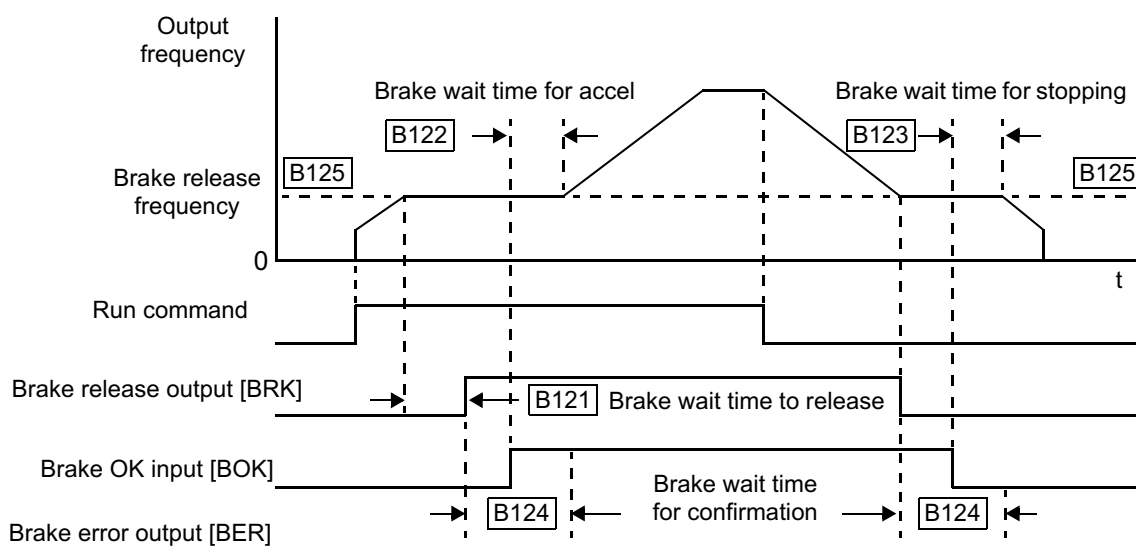 Output
frequency
Brake wait time for accel
Brake wait time for stopping
B122
B123
B125
B125
Brake release
frequency
0
t
Run command
Brake release output [BRK]
B121 Brake wait time to release
Brake OK input [BOK]
Brake wait time
for confirmation
B124
B124
Brake error output [BER]